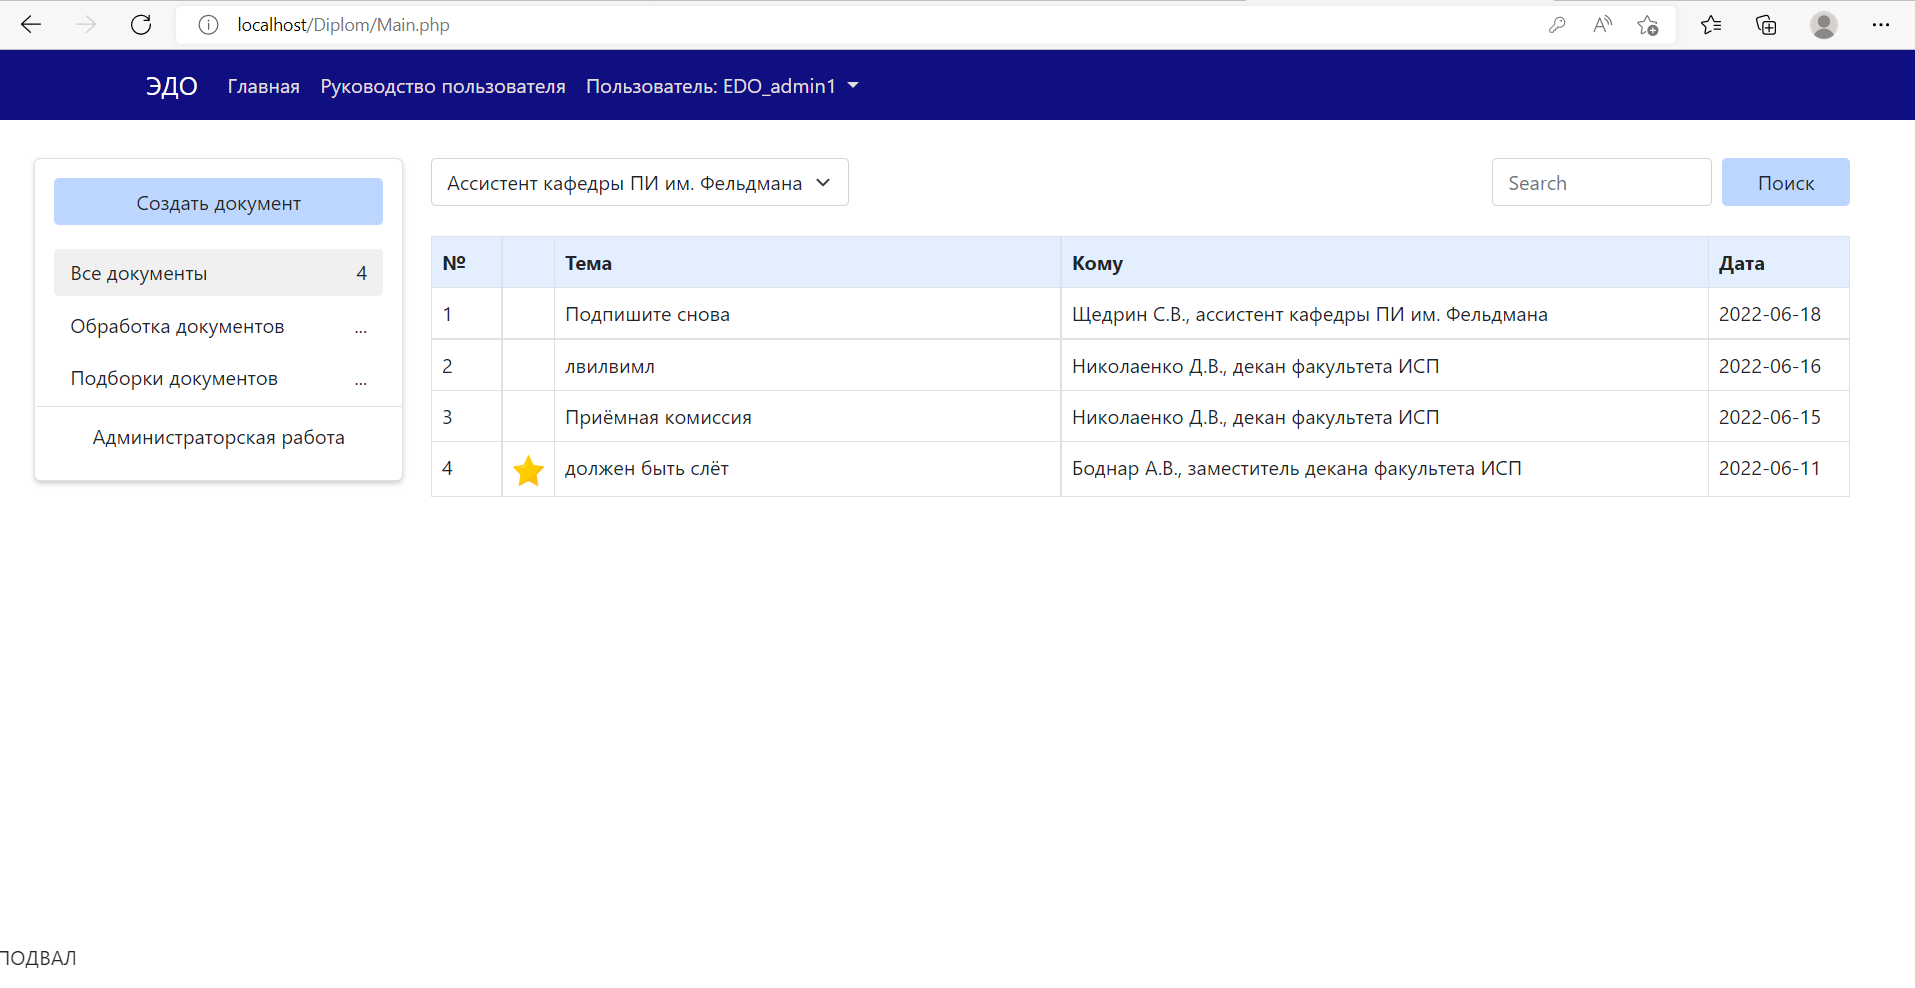 localhost/Diplom/Main.php
ЭДО Главная Руководство пользователя Пользователь: EDO_admin1
Создать документ
Все документы 4
Обработка документов ...
Подборки документов ...
Администраторская работа
Ассистент кафедры ПИ им. Фельдмана
Search Поиск
№ Тема Кому Дата
1 Подпишите снова Щедрин С.В., ассистент кафедры ПИ им. Фельдмана 2022-06-18
2 лвилвимл Николаенко Д.В., декан факультета ИСП 2022-06-16
3 Приёмная комиссия Николаенко Д.В., декан факультета ИСП 2022-06-15
4 должен быть слёт Боднар А.В., заместитель декана факультета ИСП 2022-06-11
ПОДВАЛ